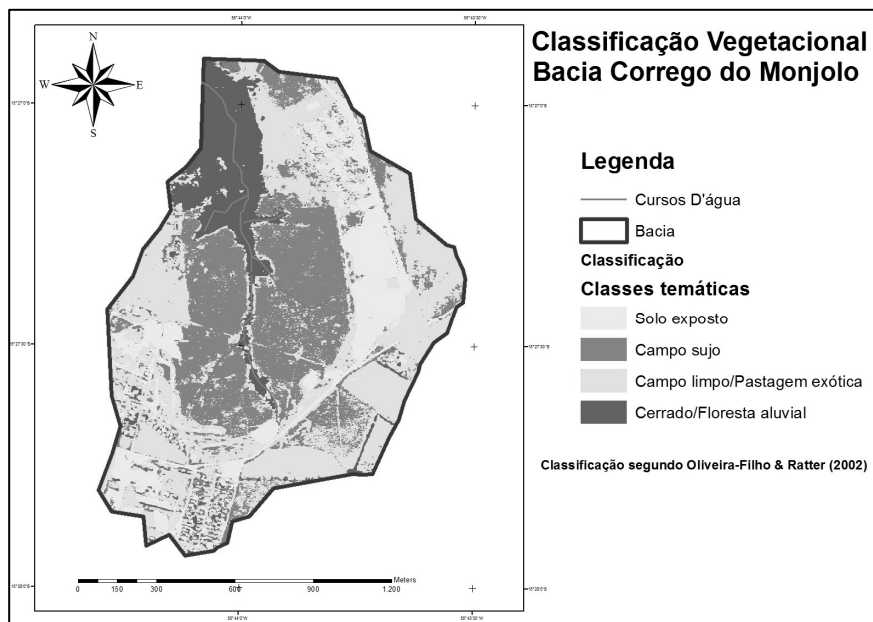 Classificação Vegetacional
Bacia Corrego do Monjolo
N
W
E
S
Legenda
Cursos D'água
Bacia
Classificação
Classes temáticas
Solo exposto
Campo sujo
Campo limpo/Pastagem exótica
Cerrado/Floresta aluvial
Classificação segundo Oliveira-Filho & Ratter (2002)
Meters
0 150 300 600 900 1.200